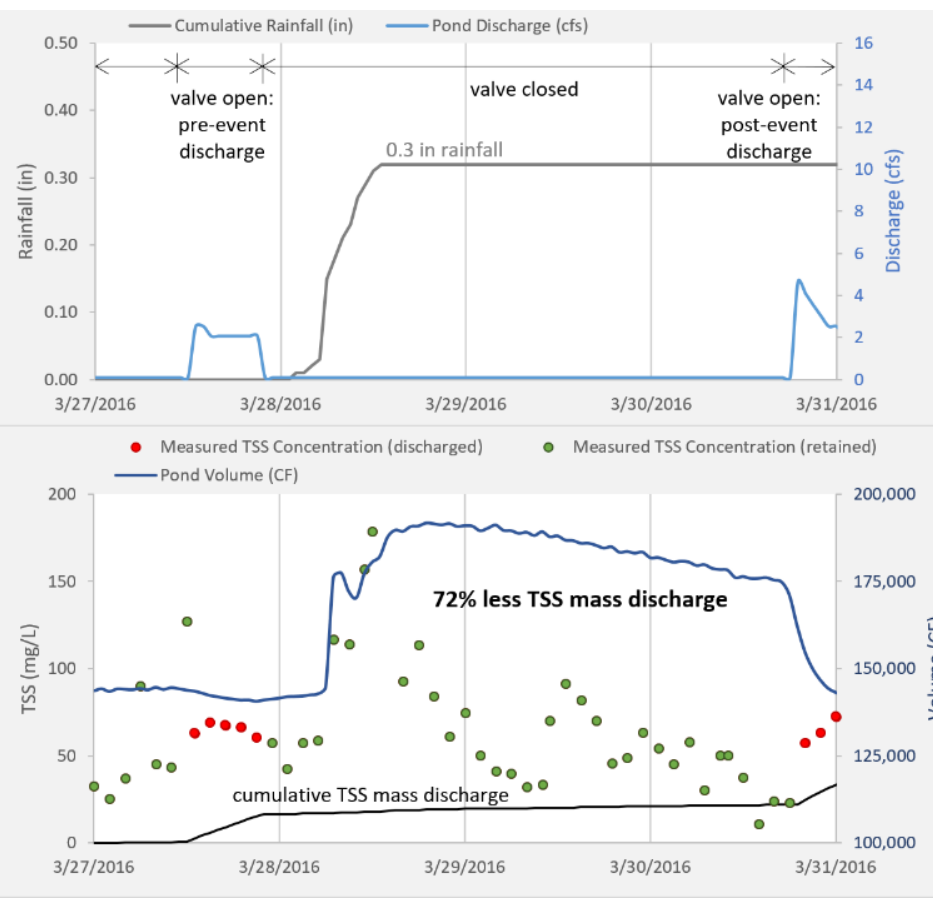 Cumulative Rainfall (in) Pond Discharge (cfs)
0.50 16
14
valve open: valve closed valve open:
0.40 pre-event post-event
12
discharge discharge
0.3 in rainfall
0.30 10
Rainfall (in) Discharge (cfs)
8
0.20
6
0.10 4
2
0.00 0
3/27/2016 3/28/2016 3/29/2016 3/30/2016 3/31/2016
Measured TSS Concentration (discharged) Measured TSS Concentration (retained)
Pond Volume (CF)
200 200,000
150 175,000
72% less TSS mass discharge
TSS (mg/L) Volume (CF)
100 150,000
50 125,000
cumulative TSS mass discharge
0 100,000
3/27/2016 3/28/2016 3/29/2016 3/30/2016 3/31/2016